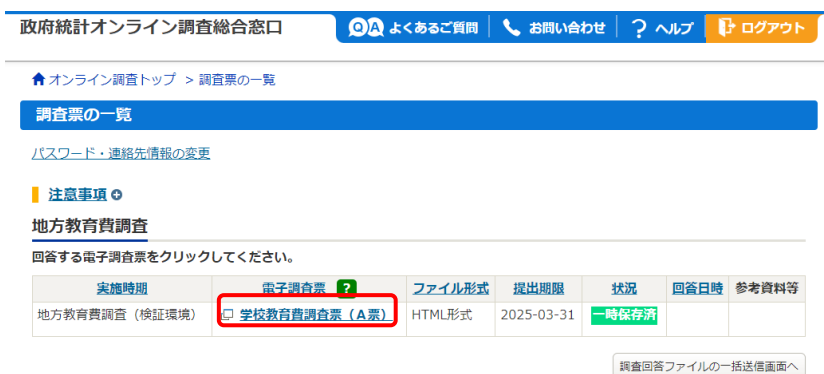 政府統計オンライン調査総合窓口 QA よくあるご質問 お問い合わせ ? ヘルプ ログアウト
オンライン調査トップ > 調査票の一覧
調査票の一覧
パスワード・連絡先情報の変更
注意事項
地方教育費調査
回答する電子調査票をクリックしてください。
実施時期 電子調査票 ? ファイル形式 提出期限 状況 回答日時 参考資料等
地方教育費調査（検証環境） 学校教育費調査票（A票） HTML形式 2025-03-31 一時保存済
調査回答ファイルの一括送信画面へ